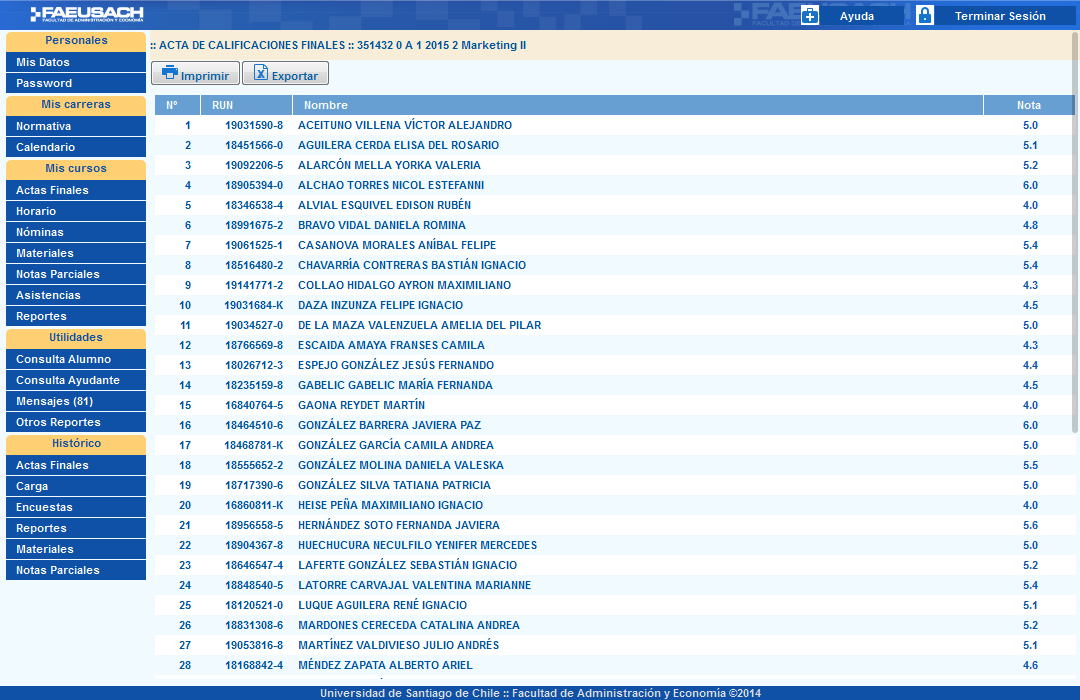 FAEUSACH
FACULTAD DE ADMINISTRACIÓN Y ECONOMÍA
Ayuda
Terminar Sesión
Personales
Mis Datos
Password
Mis carreras
Normativa
Calendario
Mis cursos
Actas Finales
Horario
Nóminas
Materiales
Notas Parciales
Asistencias
Reportes
Utilidades
Consulta Alumno
Consulta Ayudante
Mensajes (81)
Otros Reportes
Histórico
Actas Finales
Carga
Encuestas
Reportes
Materiales
Notas Parciales
:: ACTA DE CALIFICACIONES FINALES :: 351432 0 A 1 2015 2 Marketing II
Imprimir Exportar
Nº RUN Nombre Nota
1 19031590-8 ACEITUNO VILLENA VÍCTOR ALEJANDRO 5.0
2 18451566-0 AGUILERA CERDA ELISA DEL ROSARIO 5.1
3 19092206-5 ALARCÓN MELLA YORKA VALERIA 5.2
4 18905394-0 ALCHAO TORRES NICOL ESTEFANNI 6.0
5 18346538-4 ALVIAL ESQUIVEL EDISON RUBÉN 4.0
6 18991675-2 BRAVO VIDAL DANIELA ROMINA 4.8
7 19061525-1 CASANOVA MORALES ANÍBAL FELIPE 5.4
8 18516480-2 CHAVARRÍA CONTRERAS BASTIÁN IGNACIO 5.4
9 19141771-2 COLLAO HIDALGO AYRON MAXIMILIANO 4.3
10 19031684-K DAZA INZUNZA FELIPE IGNACIO 4.5
11 19034527-0 DE LA MAZA VALENZUELA AMELIA DEL PILAR 5.0
12 18766569-8 ESCAIDA AMAYA FRANSES CAMILA 4.3
13 18026712-3 ESPEJO GONZÁLEZ JESÚS FERNANDO 4.4
14 18235159-8 GABELIC GABELIC MARÍA FERNANDA 4.5
15 16840764-5 GAONA REYDET MARTÍN 4.0
16 18464510-6 GONZÁLEZ BARRERA JAVIERA PAZ 6.0
17 18468781-K GONZÁLEZ GARCÍA CAMILA ANDREA 5.0
18 18555652-2 GONZÁLEZ MOLINA DANIELA VALESKA 5.5
19 18717390-6 GONZÁLEZ SILVA TATIANA PATRICIA 5.0
20 16860811-K HEISE PEÑA MAXIMILIANO IGNACIO 4.0
21 18956558-5 HERNÁNDEZ SOTO FERNANDA JAVIERA 5.6
22 18904367-8 HUECHUCURA NECULFILO YENIFER MERCEDES 5.0
23 18646547-4 LAFERTE GONZÁLEZ SEBASTIÁN IGNACIO 5.2
24 18848540-5 LATORRE CARVAJAL VALENTINA MARIANNE 5.4
25 18120521-0 LUQUE AGUILERA RENÉ IGNACIO 5.1
26 18831308-6 MARDONES CERECEDA CATALINA ANDREA 5.2
27 19053816-8 MARTÍNEZ VALDIVIESO JULIO ANDRÉS 5.1
28 18168842-4 MÉNDEZ ZAPATA ALBERTO ARIEL 4.6
Universidad de Santiago de Chile :: Facultad de Administración y Economía ©2014